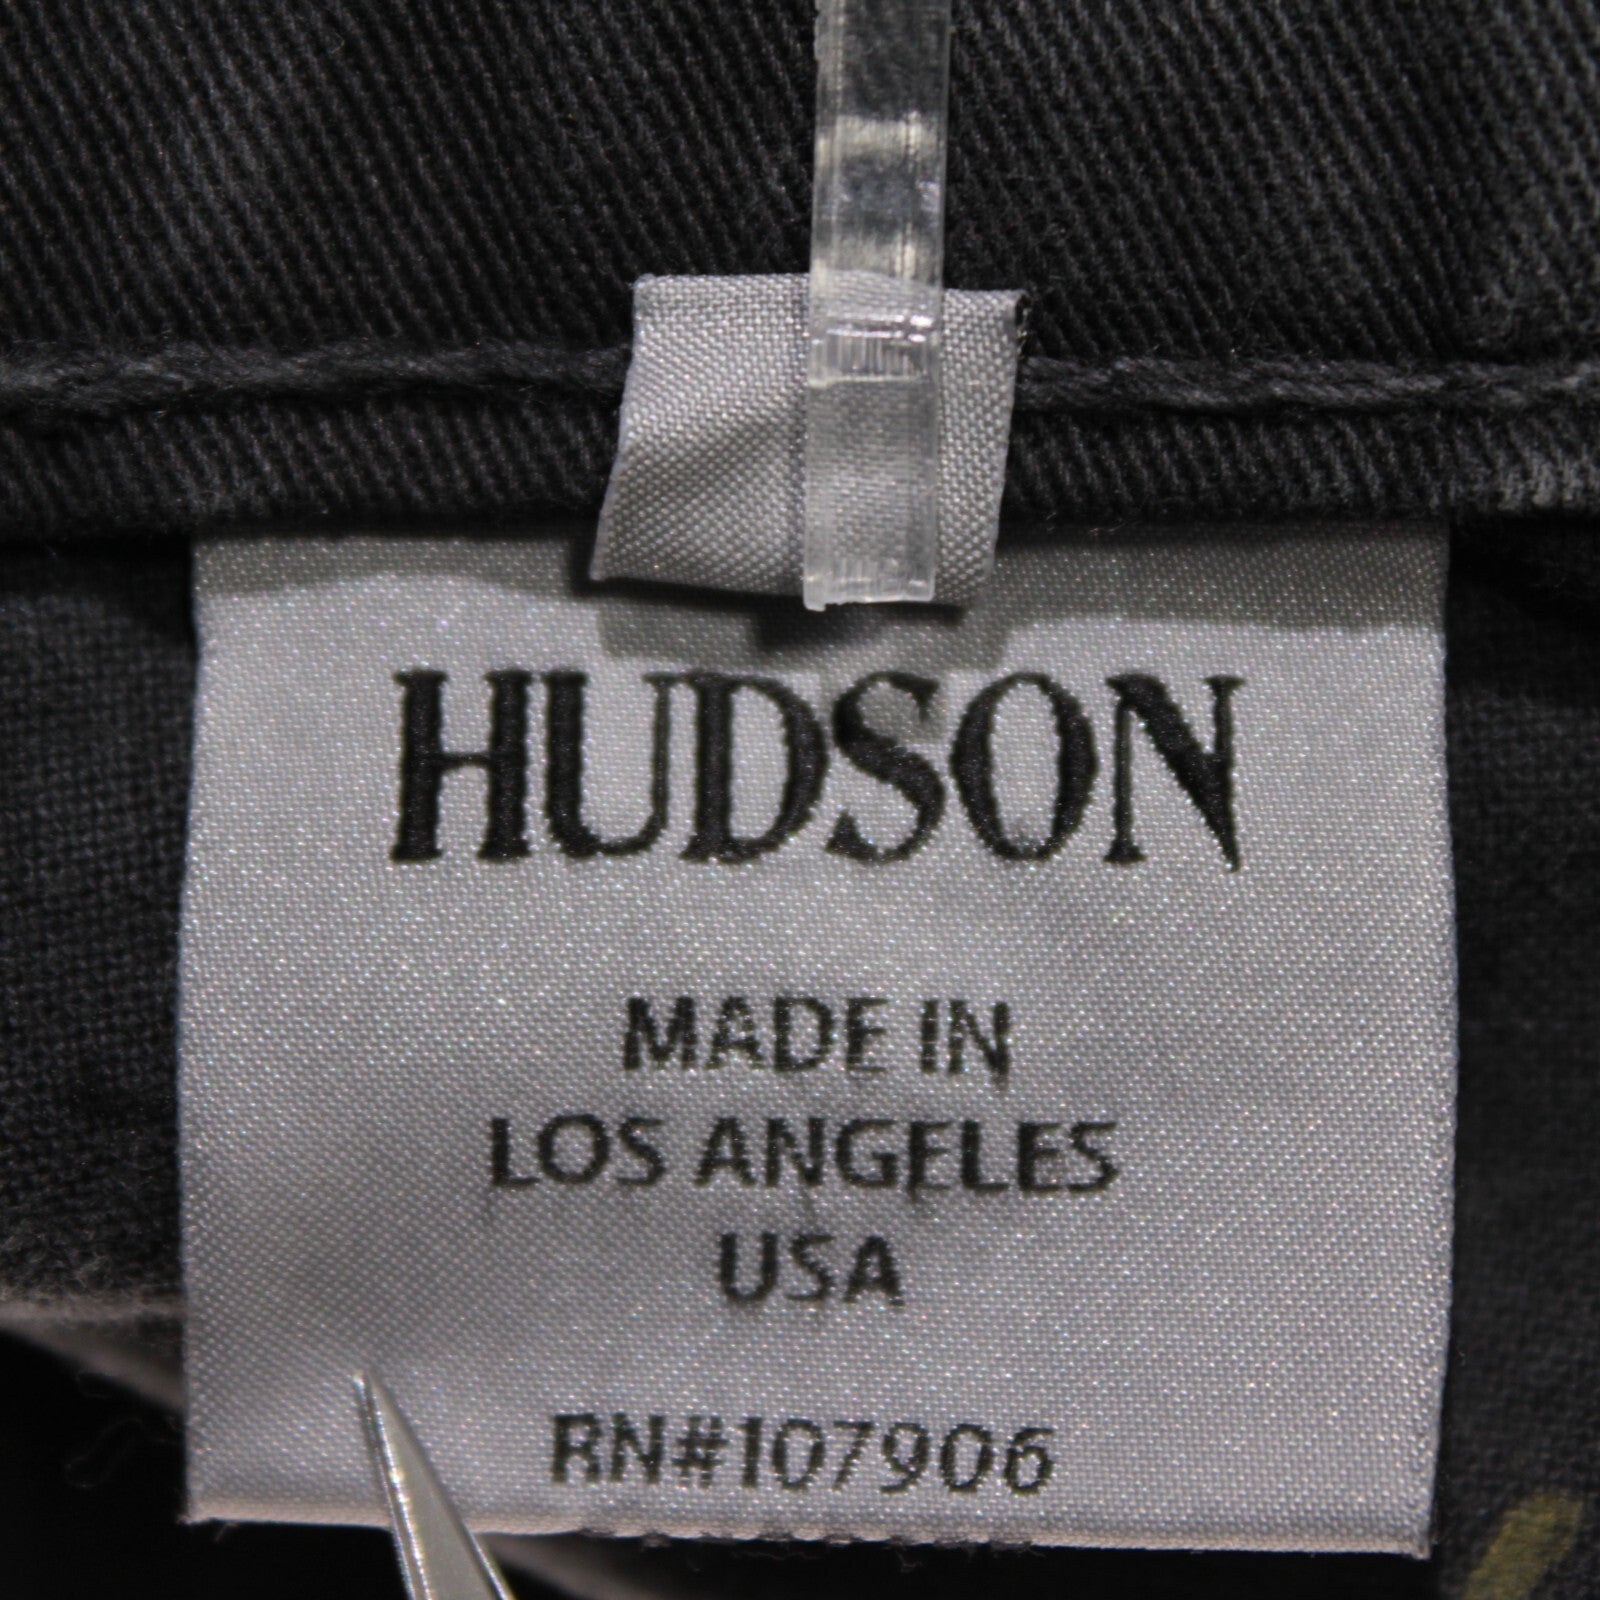 HUDSON
MADE IN
LOS ANGELES
USA
RN#107906